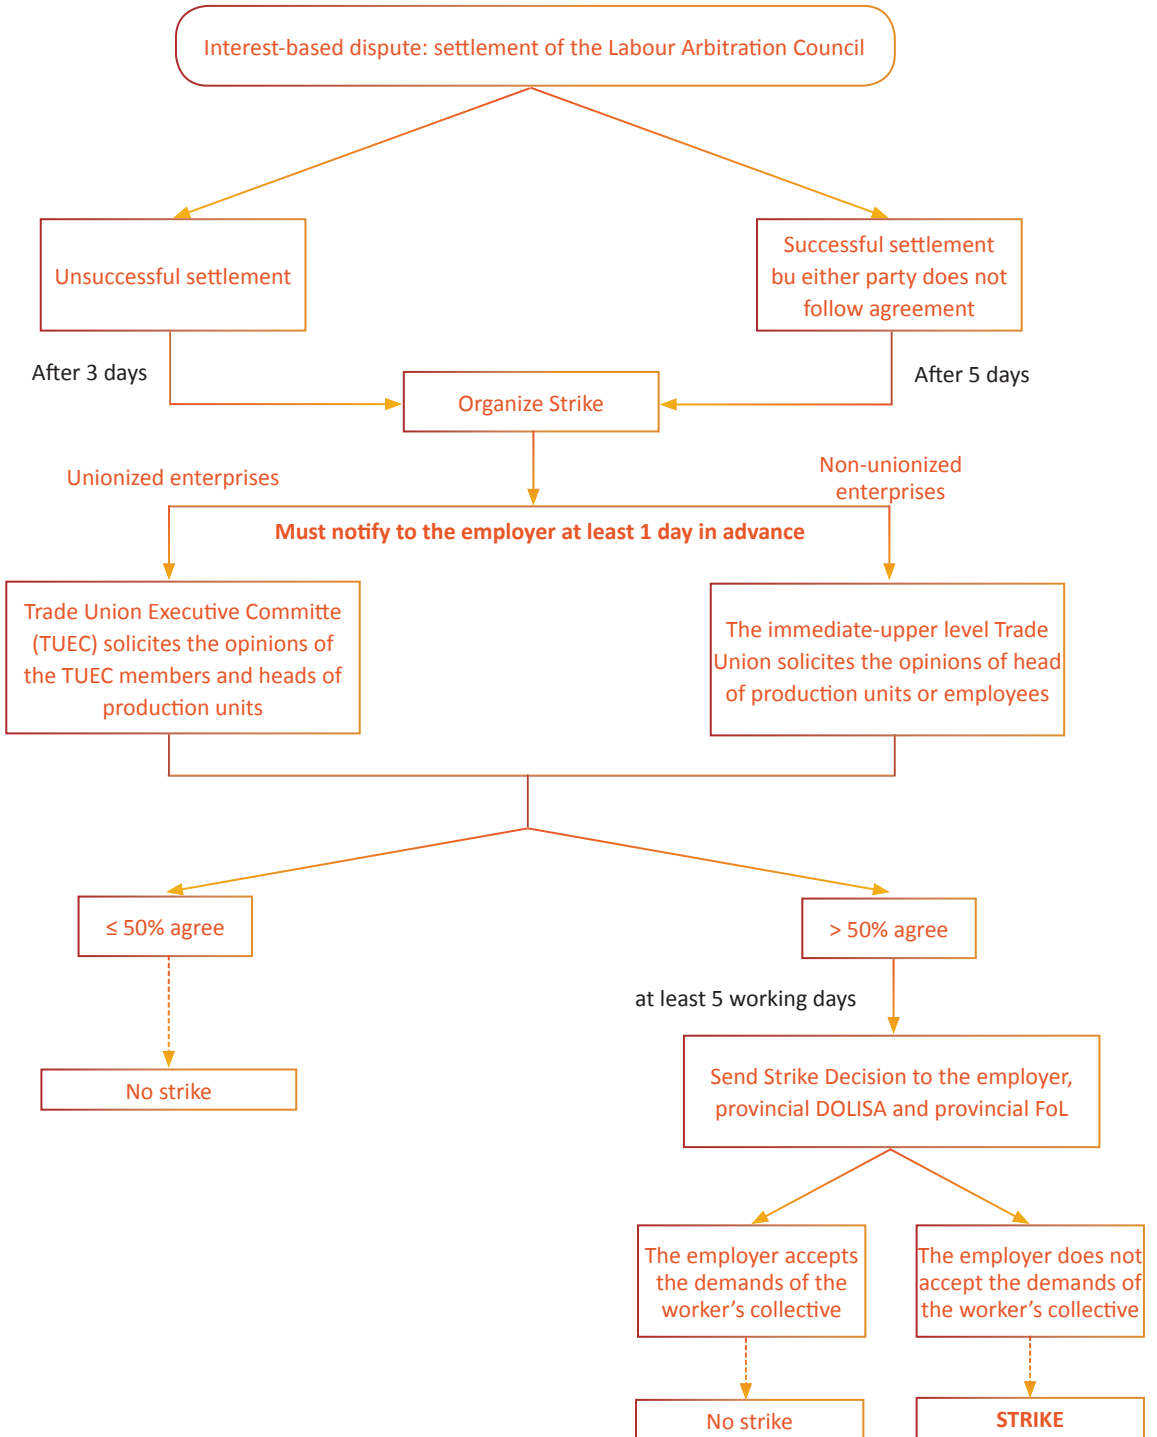 Interest-based dispute: settlement of the Labour Arbitration Council
Unsuccessful settlement
Successful settlement
bu either party does not
follow agreement
After 3 days
After 5 days
Organize Strike
Unionized enterprises
Non-unionized
enterprises
Must notify to the employer at least 1 day in advance
Trade Union Executive Committe
(TUEC) solicites the opinions of
the TUEC members and heads of
production units
The immediate-upper level Trade
Union solicites the opinions of head
of production units or employees
≤ 50% agree
> 50% agree
at least 5 working days
No strike
Send Strike Decision to the employer,
provincial DOLISA and provincial FoL
The employer accepts
the demands of the
worker’s collective
The employer does not
accept the demands of
the worker’s collective
No strike
STRIKE